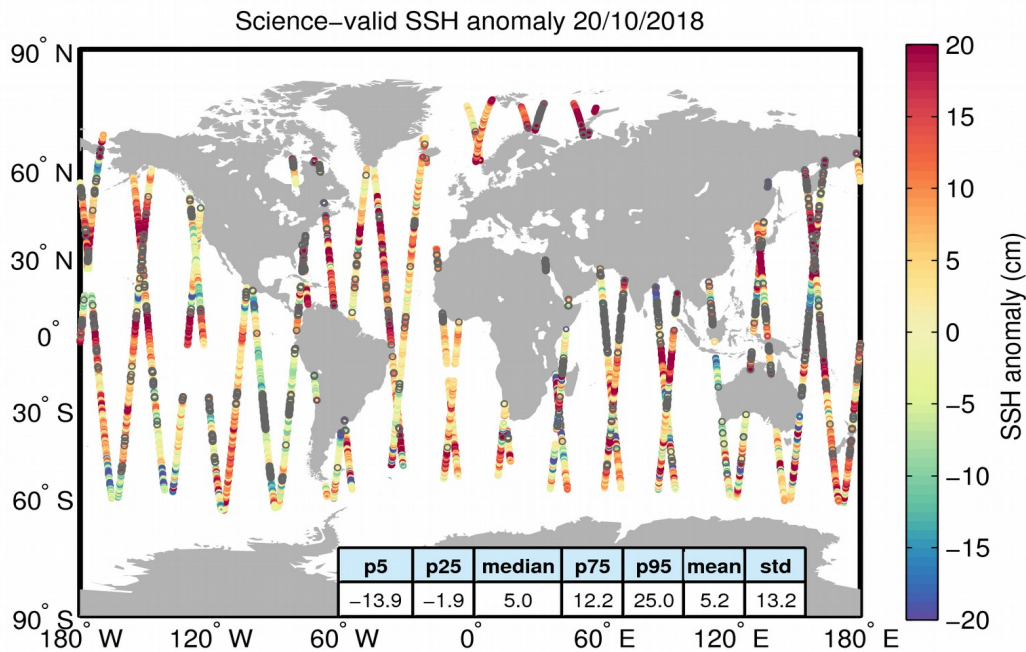 Science−valid SSH anomaly 20/10/2018
90° N
60° N
30° N
0°
30° S
60° S
90° S
180° W
120° W
60° W
0°
60° E
120° E
180° E
p5 p25 median p75 p95 mean std
−13.9 −1.9 5.0 12.2 25.0 5.2 13.2
20
15
10
5
0
−5
−10
−15
−20
SSH anomaly (cm)